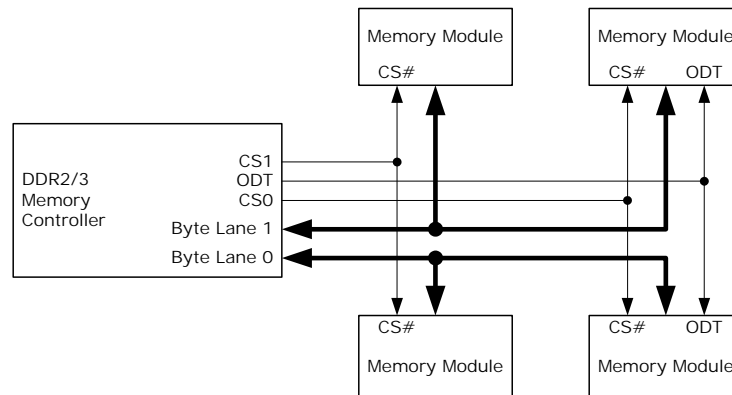 Memory Module
CS#
Memory Module
CS# ODT
DDR2/3
Memory
Controller
CS1
ODT
CS0
Byte Lane 1
Byte Lane 0
CS#
Memory Module
CS# ODT
Memory Module